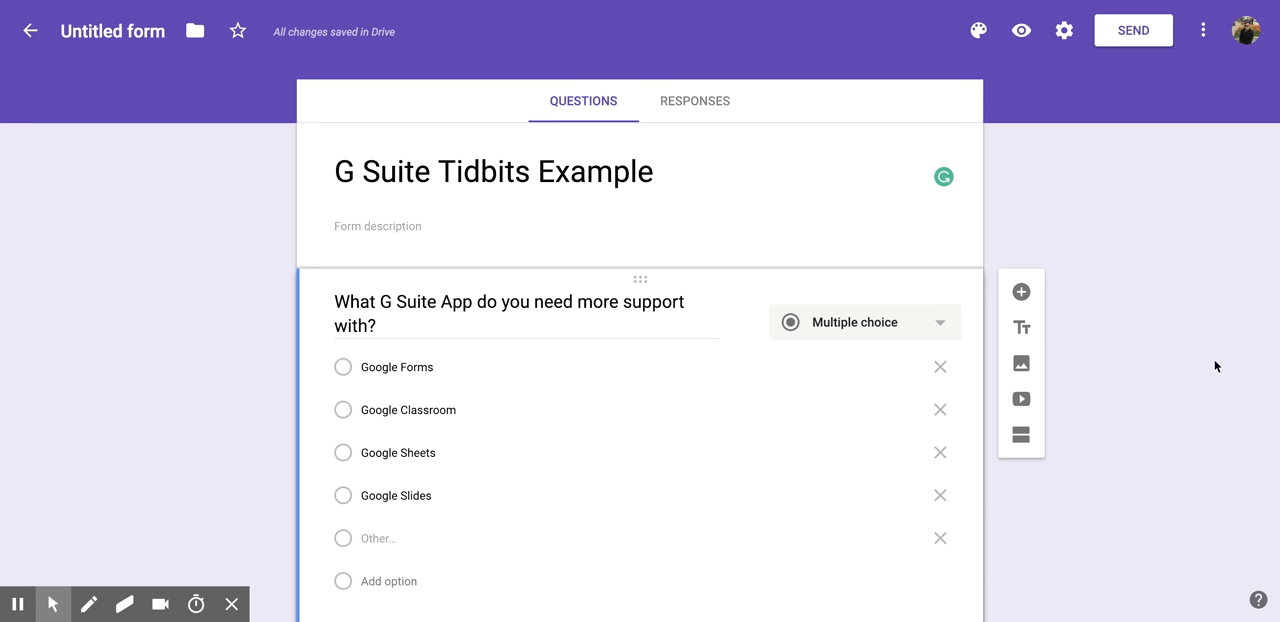 Untitled form
All changes saved in Drive
SEND
QUESTIONS
RESPONSES
G Suite Tidbits Example
Form description
What G Suite App do you need more support
with?
Multiple choice
Google Forms
Google Classroom
Google Sheets
Google Slides
Other...
Add option